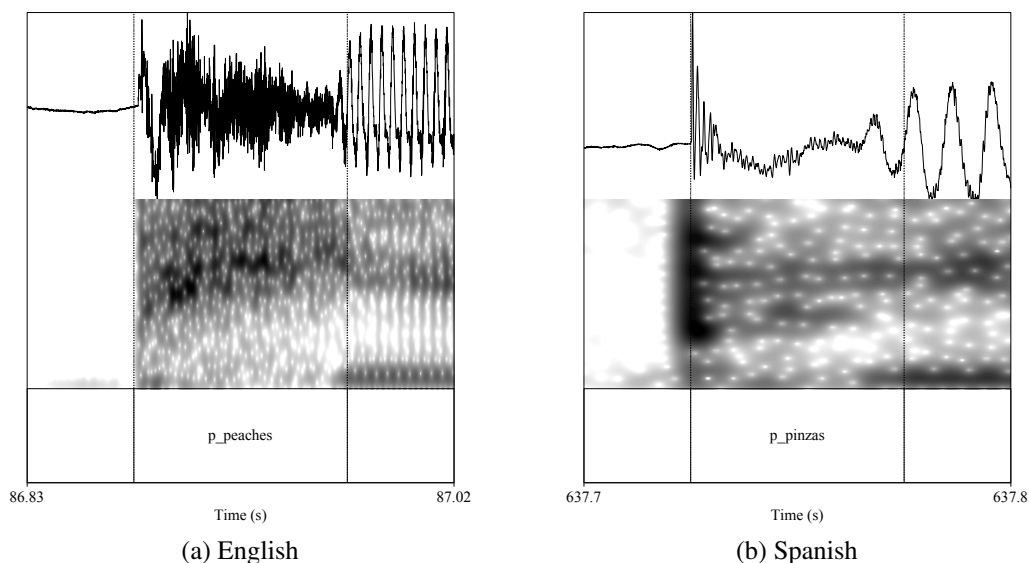 p_peaches
86.83 87.02
Time (s)
(a) English
p_pinzas
637.7 637.8
Time (s)
(b) Spanish